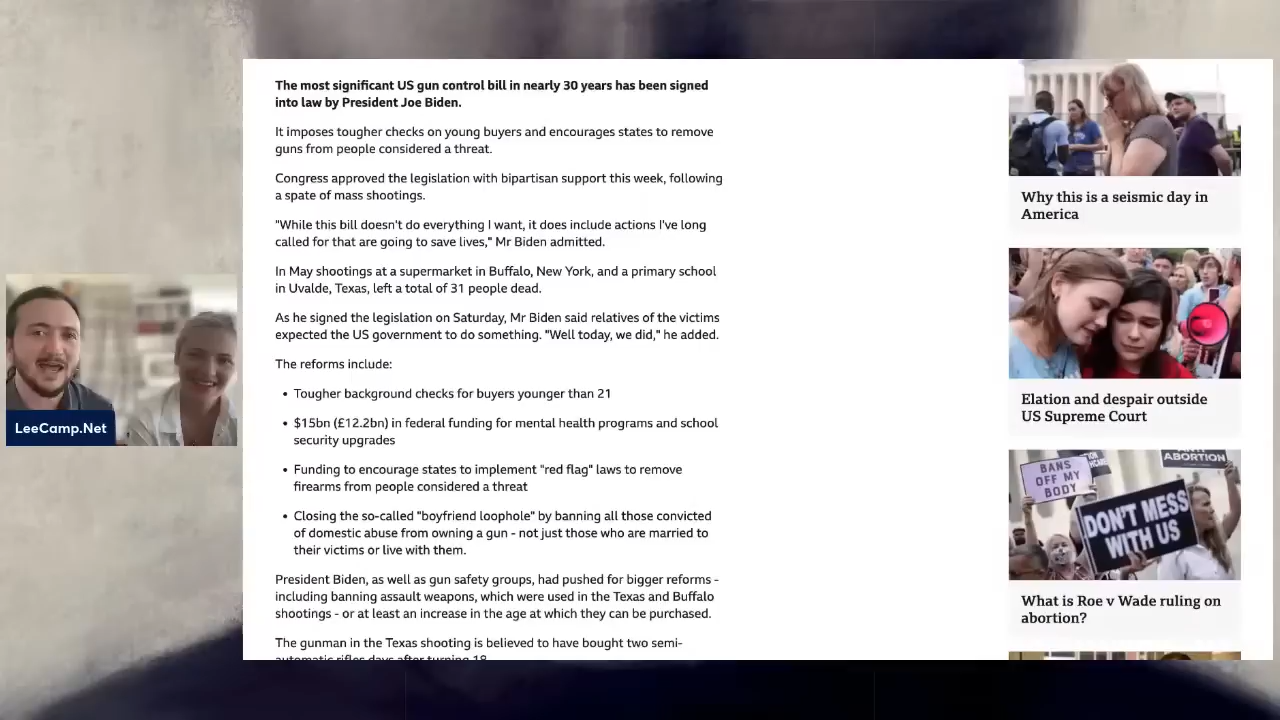 The most significant US gun control bill in nearly 30 years has been signed
into law by President Joe Biden.
It imposes tougher checks on young buyers and encourages states to remove
guns from people considered a threat.
Congress approved the legislation with bipartisan support this week, following
a spate of mass shootings.
"While this bill doesn't do everything I want, it does include actions I've long
called for that are going to save lives," Mr Biden admitted.
In May shootings at a supermarket in Buffalo, New York, and a primary school
in Uvalde, Texas, left a total of 31 people dead.
As he signed the legislation on Saturday, Mr Biden said relatives of the victims
expected the US government to do something. "Well today, we did," he added.
The reforms include:
• Tougher background checks for buyers younger than 21
• $15bn (£12.2bn) in federal funding for mental health programs and school
security upgrades
• Funding to encourage states to implement "red flag" laws to remove
firearms from people considered a threat
• Closing the so-called "boyfriend loophole" by banning all those convicted
of domestic abuse from owning a gun - not just those who are married to
their victims or live with them.
President Biden, as well as gun safety groups, had pushed for bigger reforms -
including banning assault weapons, which were used in the Texas and Buffalo
shootings - or at least an increase in the age at which they can be purchased.
The gunman in the Texas shooting is believed to have bought two semi-
automatic rifles days after turning 18
Why this is a seismic day in
America
Elation and despair outside
US Supreme Court
BANS
OFF MY
BODY
ABORTION
DON'T MESS
WITH US
What is Roe v Wade ruling on
abortion?
LeeCamp.Net